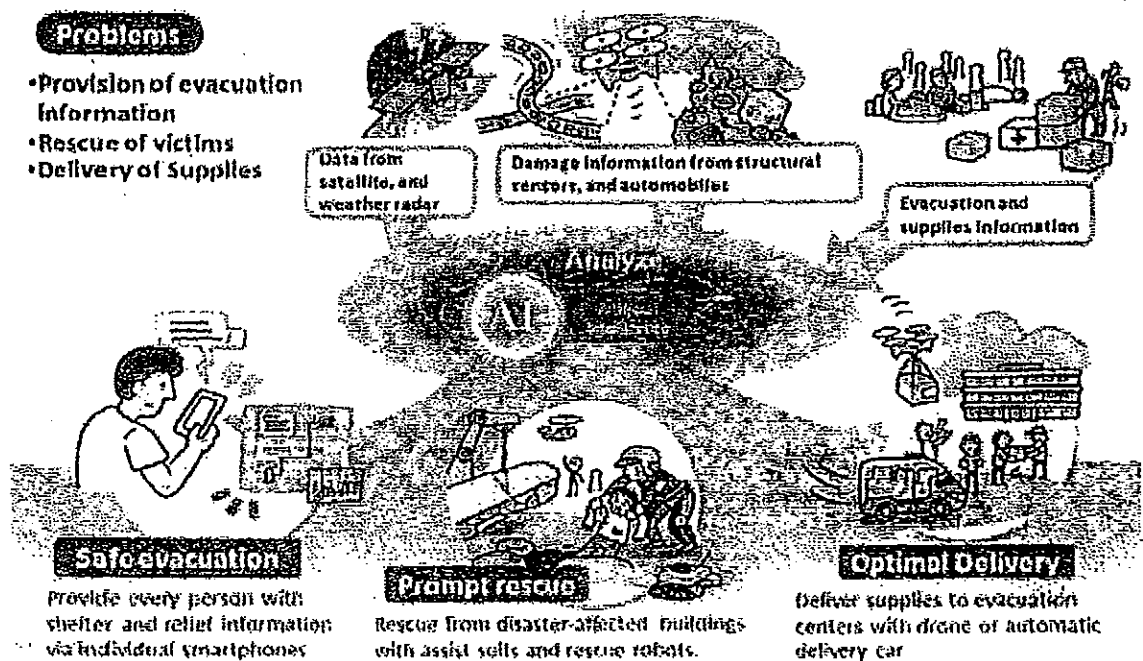 Problems
•Provision of evacuation
information
•Rescue of victims
•Delivery of Supplies
Data from
satellite, and
weather radar
Damage information from structural
sensors, and automobiles
Evacuation and
supplies information
Analyze
AI
Safe evacuation
Provide every person with
shelter and relief information
via individual smartphones
Prompt rescue
Rescue from disaster-affected buildings
with assist suits and rescue robots.
Optimal Delivery
Deliver supplies to evacuation
centers with drone or automatic
delivery car